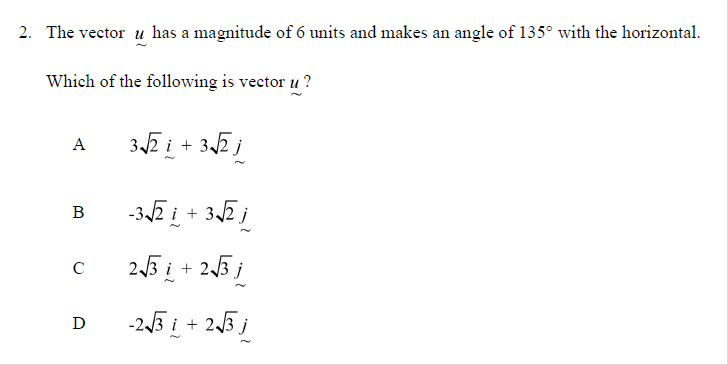 2. The vector u has a magnitude of 6 units and makes an angle of 135° with the horizontal.
~
Which of the following is vector u ?
~
A 3√2 i + 3√2 j
~ ~
B -3√2 i + 3√2 j
~ ~
C 2√3 i + 2√3 j
~ ~
D -2√3 i + 2√3 j
~ ~